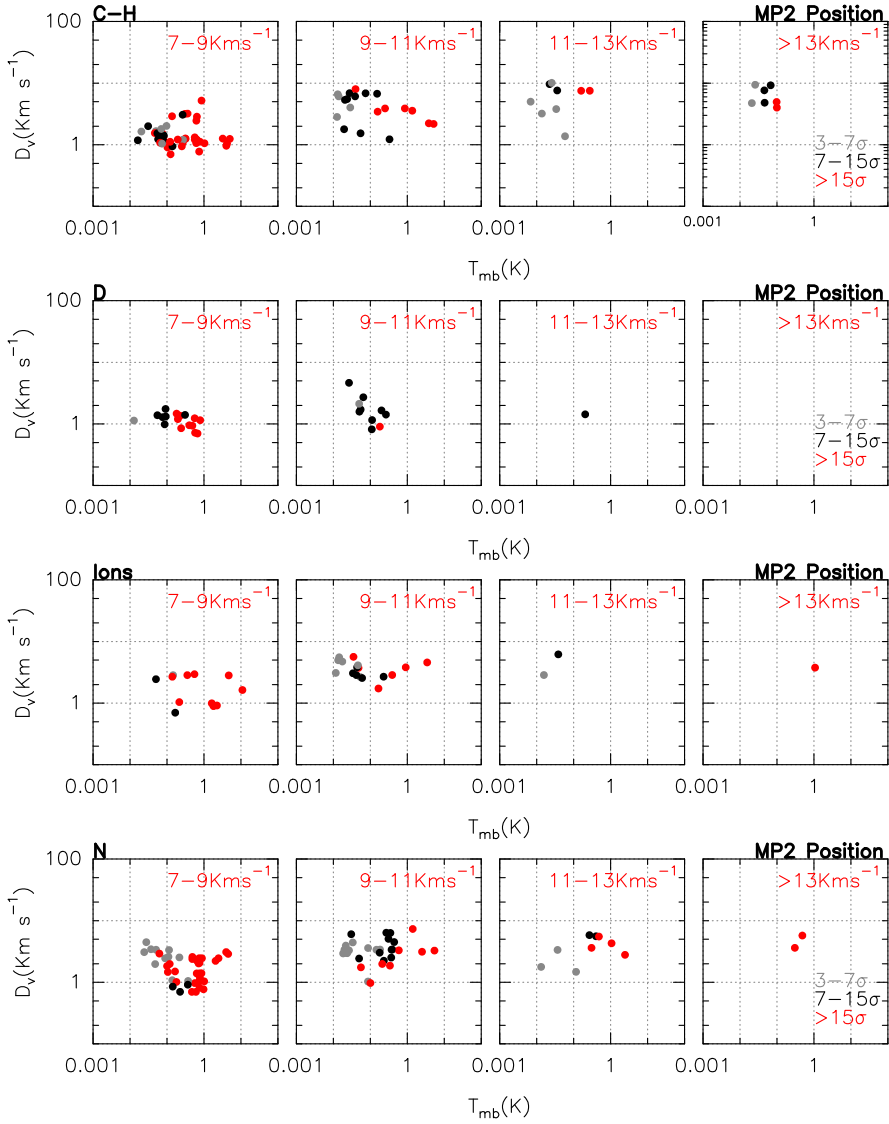 C-H MP2 Position
100 7-9Kms⁻¹ 9-11Kms⁻¹ 11-13Kms⁻¹ >13Kms⁻¹
Dᵥ(Km s⁻¹)
1
3-7σ
7-15σ
>15σ
0.001 1 0.001 1 0.001 1 0.001 1
T_mb(K)
D MP2 Position
100 7-9Kms⁻¹ 9-11Kms⁻¹ 11-13Kms⁻¹ >13Kms⁻¹
Dᵥ(Km s⁻¹)
1
3-7σ
7-15σ
>15σ
0.001 1 0.001 1 0.001 1 0.001 1
T_mb(K)
Ions MP2 Position
100 7-9Kms⁻¹ 9-11Kms⁻¹ 11-13Kms⁻¹ >13Kms⁻¹
Dᵥ(Km s⁻¹)
1
0.001 1 0.001 1 0.001 1 0.001 1
T_mb(K)
N MP2 Position
100 7-9Kms⁻¹ 9-11Kms⁻¹ 11-13Kms⁻¹ >13Kms⁻¹
Dᵥ(Km s⁻¹)
1
3-7σ
7-15σ
>15σ
0.001 1 0.001 1 0.001 1 0.001 1
T_mb(K)